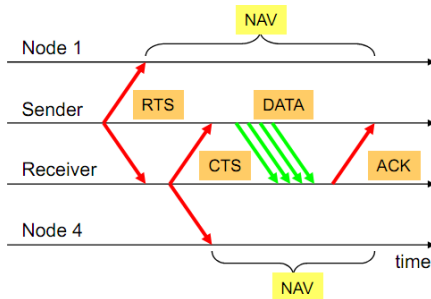 NAV
Node 1
RTS
DATA
Sender
CTS
ACK
Receiver
Node 4
time
NAV